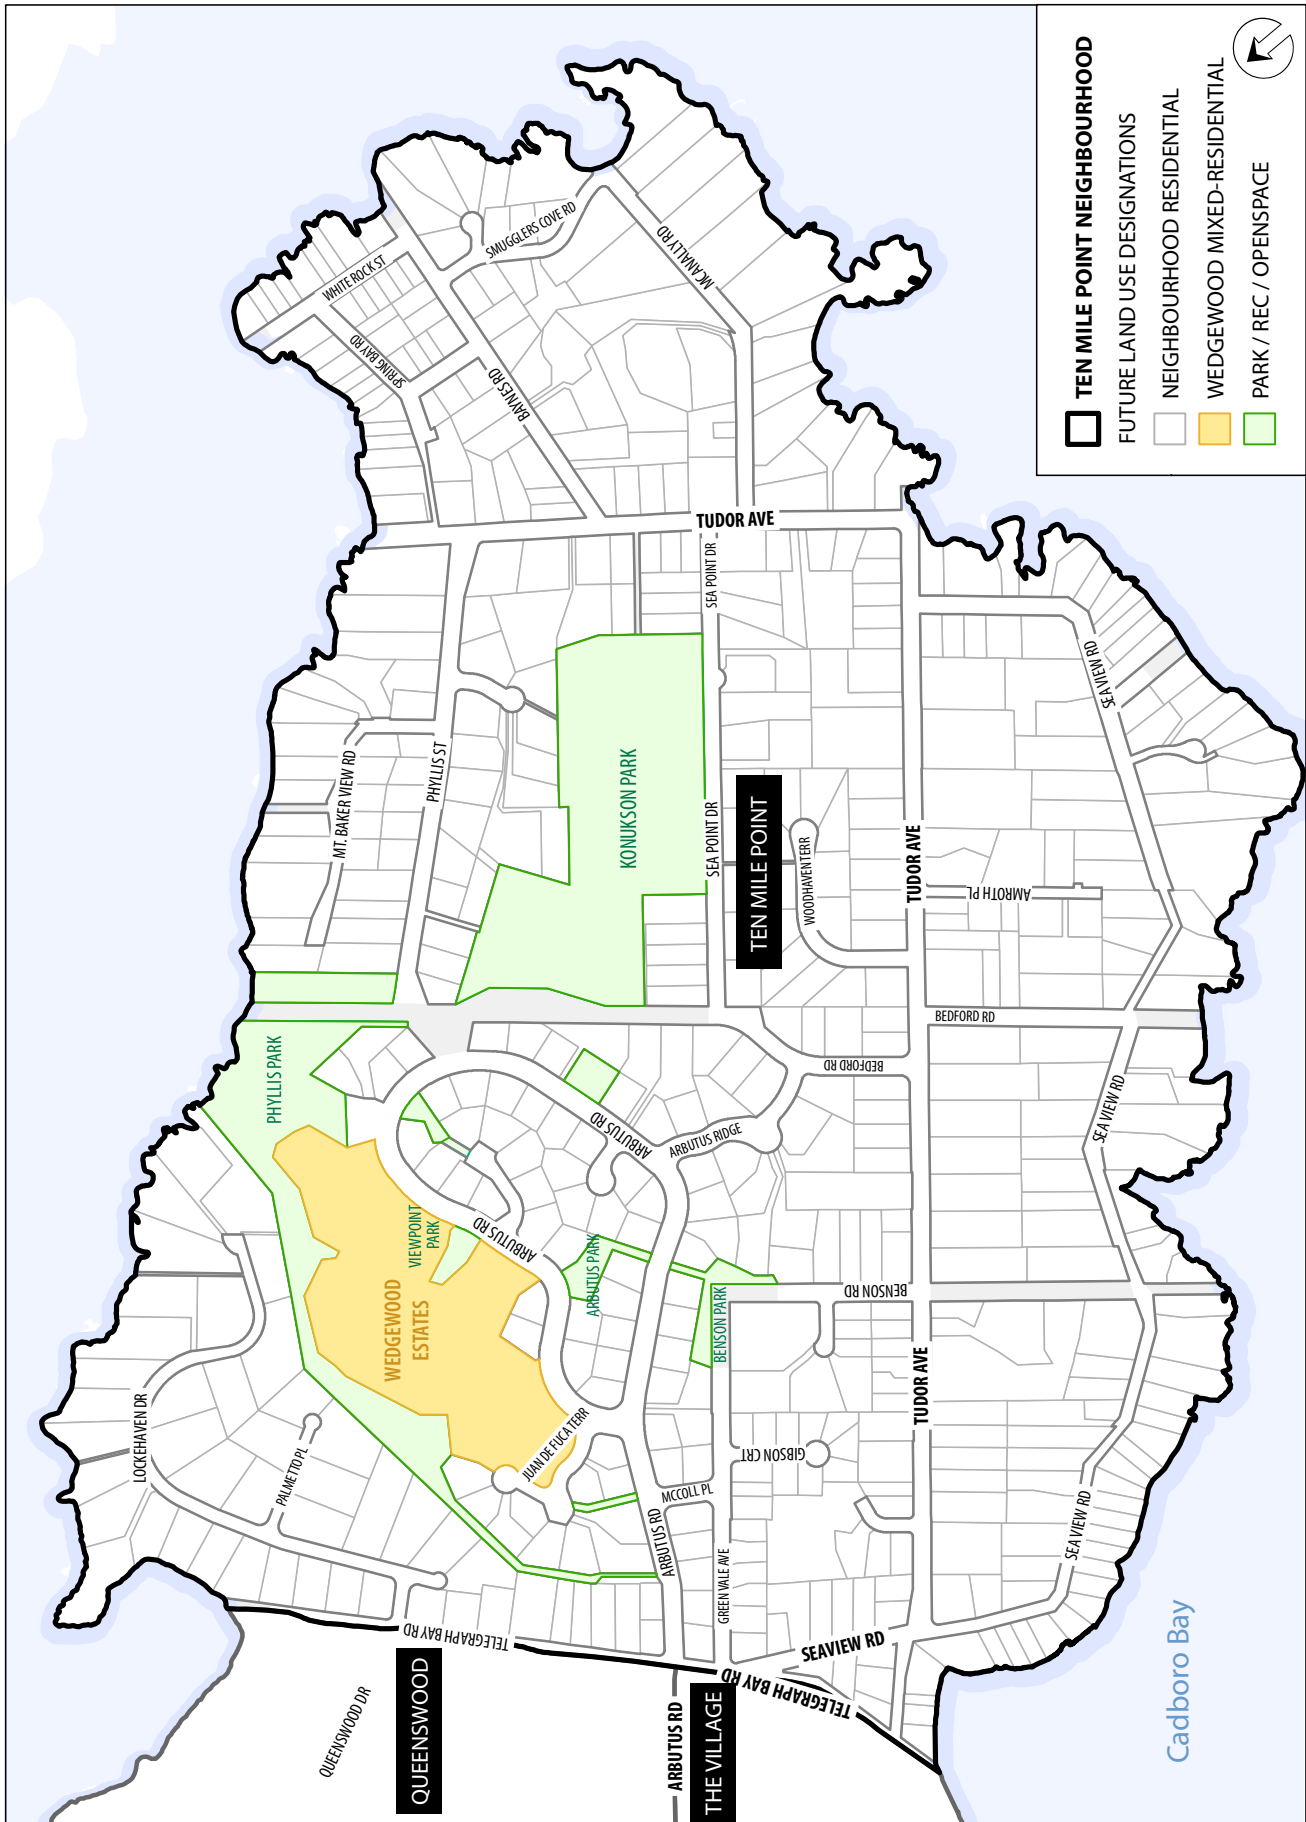 TEN MILE POINT NEIGHBOURHOOD
FUTURE LAND USE DESIGNATIONS
NEIGHBOURHOOD RESIDENTIAL
WEDGEWOOD MIXED-RESIDENTIAL
PARK / REC / OPENSPACE
WHITE ROCK ST
SPRING BAY RD
BAYNES RD
SMUGGLERS COVE RD
MCANALLY RD
TUDOR AVE
SEA POINT DR
SEA VIEW RD
MT. BAKER VIEW RD
PHYLLIS ST
KONUKSON PARK
SEA POINT DR
TEN MILE POINT
WOODHAVEN TERR
TUDOR AVE
AMROTH PL
BEDFORD RD
BEDFORD RD
PHYLLIS PARK
ARBUTUS RD
ARBUTUS RIDGE
SEA VIEW RD
VIEWPOINT
PARK
ARBUTUS RD
ARBUTUS PARK
BENSON PARK
BENSON RD
WEDGEWOOD
ESTATES
TUDOR AVE
LOCKEHAVEN DR
PALMETTO PL
JUAN DE FUCA TERR
GIBSON CRT
MCCOLL PL
ARBUTUS RD
GREEN VALE AVE
SEA VIEW RD
TELEGRAPH BAY RD
SEAVIEW RD
TELEGRAPH BAY RD
QUEENSWOOD DR
QUEENSWOOD
ARBUTUS RD
THE VILLAGE
Cadboro Bay